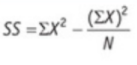 SS = ΣX² - (ΣX)² / N